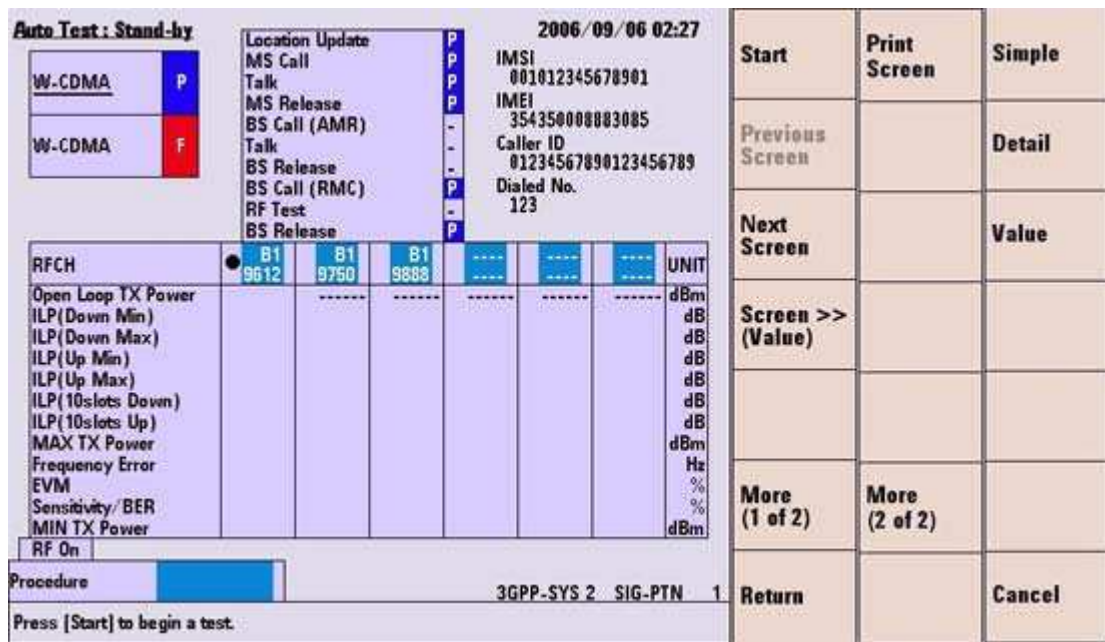 Auto Test : Stand-by
2006/09/06 02:27
W-CDMA P
W-CDMA F
Location Update P
MS Call P
Talk P
MS Release P
BS Call (AMR) -
Talk -
BS Release -
BS Call (RMC) P
RF Test -
BS Release P
IMSI
001012345678901
IMEI
354350008883085
Caller ID
01234567890123456789
Dialed No.
123
RFCH ● B1 B1 B1 ---- ---- ---- UNIT
9612 9750 9888 ---- ---- ----
Open Loop TX Power ------ ------ ------ ------ ------ dBm
ILP(Down Min) dB
ILP(Down Max) dB
ILP(Up Min) dB
ILP(Up Max) dB
ILP(10slots Down) dB
ILP(10slots Up) dB
MAX TX Power dBm
Frequency Error Hz
EVM %
Sensitivity/BER %
MIN TX Power dBm
RF On
Procedure
3GPP-SYS 2 SIG-PTN 1
Press [Start] to begin a test.
Start
Previous
Screen
Next
Screen
Screen >>
(Value)
More
(1 of 2)
Return
Print
Screen
More
(2 of 2)
Simple
Detail
Value
Cancel